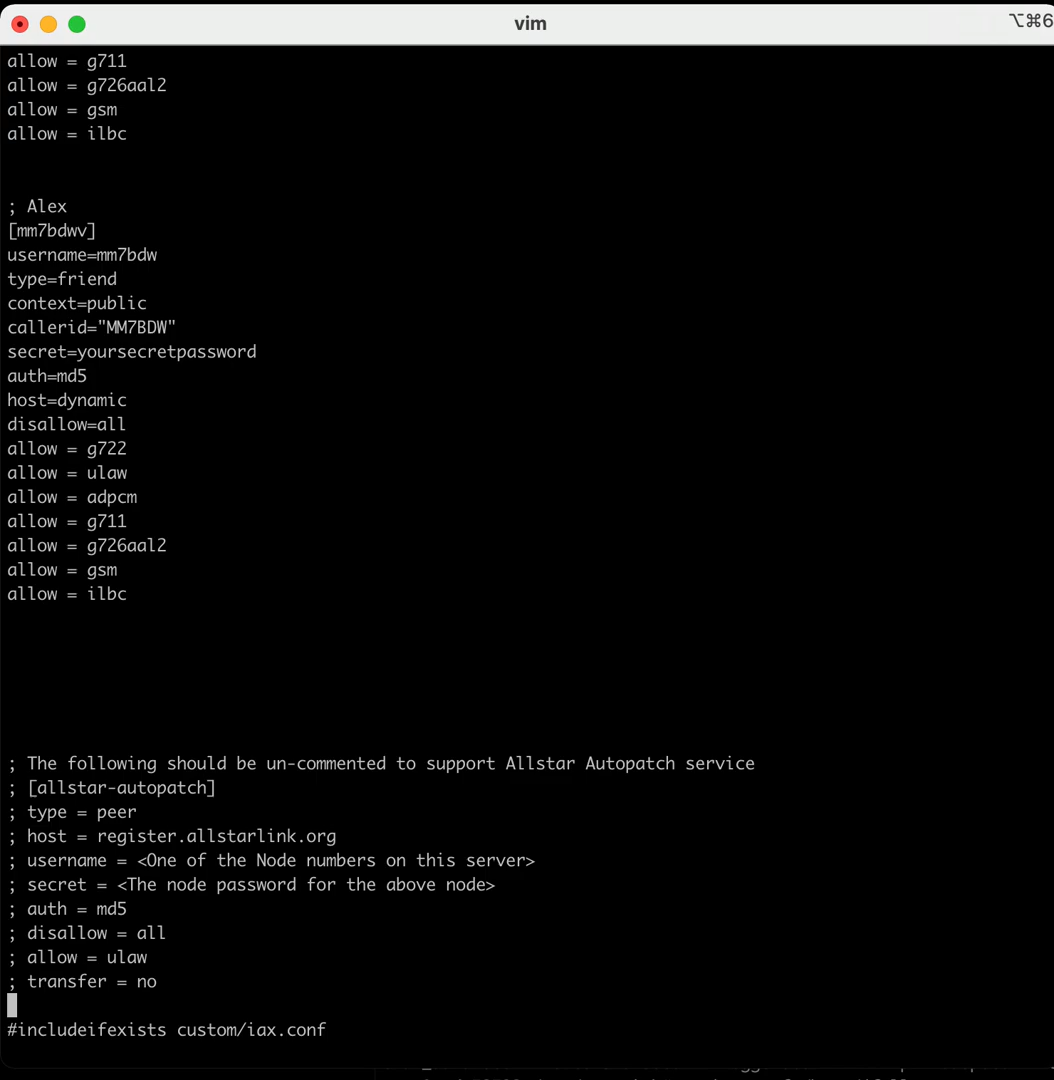 vim
⌥⌘6
allow = g711
allow = g726aal2
allow = gsm
allow = ilbc
; Alex
[mm7bdwv]
username=mm7bdw
type=friend
context=public
callerid="MM7BDW"
secret=yoursecretpassword
auth=md5
host=dynamic
disallow=all
allow = g722
allow = ulaw
allow = adpcm
allow = g711
allow = g726aal2
allow = gsm
allow = ilbc
; The following should be un-commented to support Allstar Autopatch service
; [allstar-autopatch]
; type = peer
; host = register.allstarlink.org
; username = <One of the Node numbers on this server>
; secret = <The node password for the above node>
; auth = md5
; disallow = all
; allow = ulaw
; transfer = no
#includeifexists custom/iax.conf